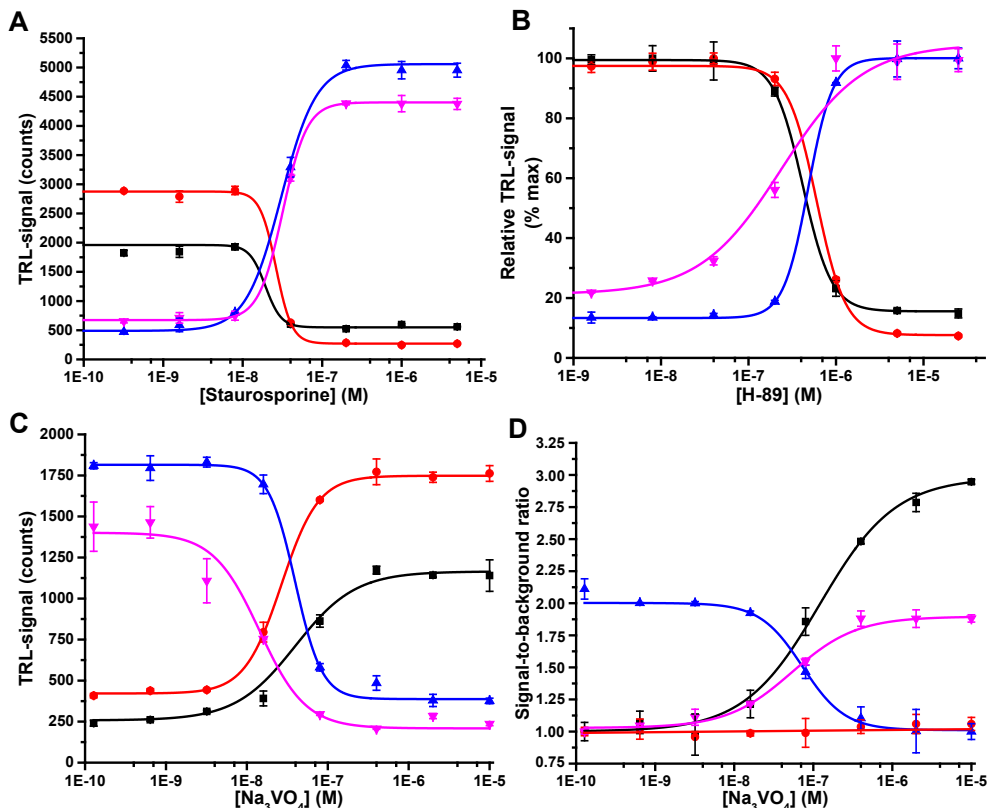 A
TRL-signal (counts)
5500
5000
4500
4000
3500
3000
2500
2000
1500
1000
500
0
1E-10 1E-9 1E-8 1E-7 1E-6 1E-5
[Staurosporine] (M)
B
Relative TRL-signal
(% max)
100
80
60
40
20
0
1E-9 1E-8 1E-7 1E-6 1E-5
[H-89] (M)
C
TRL-signal (counts)
2000
1750
1500
1250
1000
750
500
250
0
1E-10 1E-9 1E-8 1E-7 1E-6 1E-5
[Na₃VO₄] (M)
D
Signal-to-background ratio
3.25
3.00
2.75
2.50
2.25
2.00
1.75
1.50
1.25
1.00
0.75
1E-10 1E-9 1E-8 1E-7 1E-6 1E-5
[Na₃VO₄] (M)